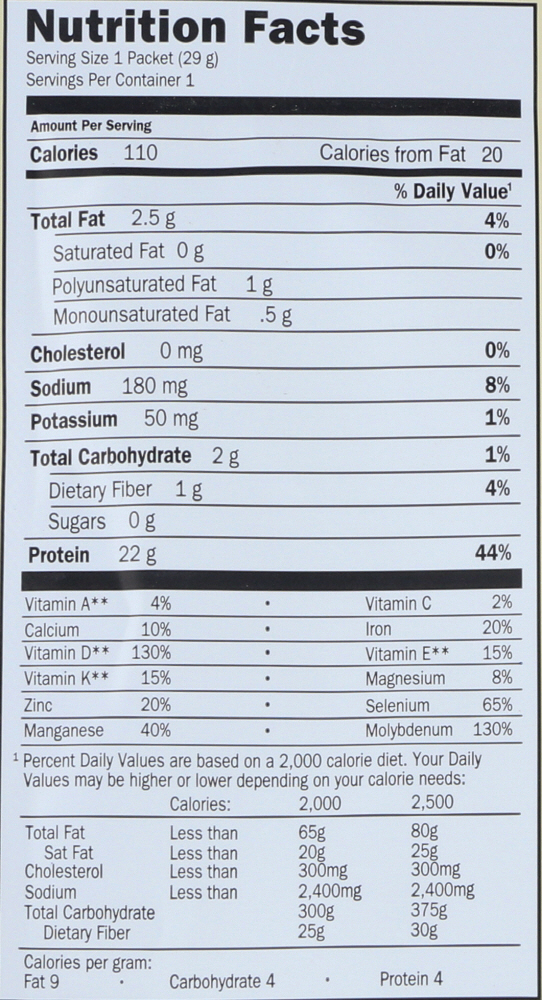 Nutrition Facts
Serving Size 1 Packet (29 g)
Servings Per Container 1
Amount Per Serving
Calories 110 Calories from Fat 20
% Daily Value¹
Total Fat 2.5 g 4%
Saturated Fat 0 g 0%
Polyunsaturated Fat 1 g
Monounsaturated Fat .5 g
Cholesterol 0 mg 0%
Sodium 180 mg 8%
Potassium 50 mg 1%
Total Carbohydrate 2 g 1%
Dietary Fiber 1 g 4%
Sugars 0 g
Protein 22 g 44%
Vitamin A** 4% • Vitamin C 2%
Calcium 10% • Iron 20%
Vitamin D** 130% • Vitamin E** 15%
Vitamin K** 15% • Magnesium 8%
Zinc 20% • Selenium 65%
Manganese 40% • Molybdenum 130%
¹ Percent Daily Values are based on a 2,000 calorie diet. Your Daily
Values may be higher or lower depending on your calorie needs:
Calories: 2,000 2,500
Total Fat Less than 65g 80g
Sat Fat Less than 20g 25g
Cholesterol Less than 300mg 300mg
Sodium Less than 2,400mg 2,400mg
Total Carbohydrate 300g 375g
Dietary Fiber 25g 30g
Calories per gram:
Fat 9 • Carbohydrate 4 • Protein 4